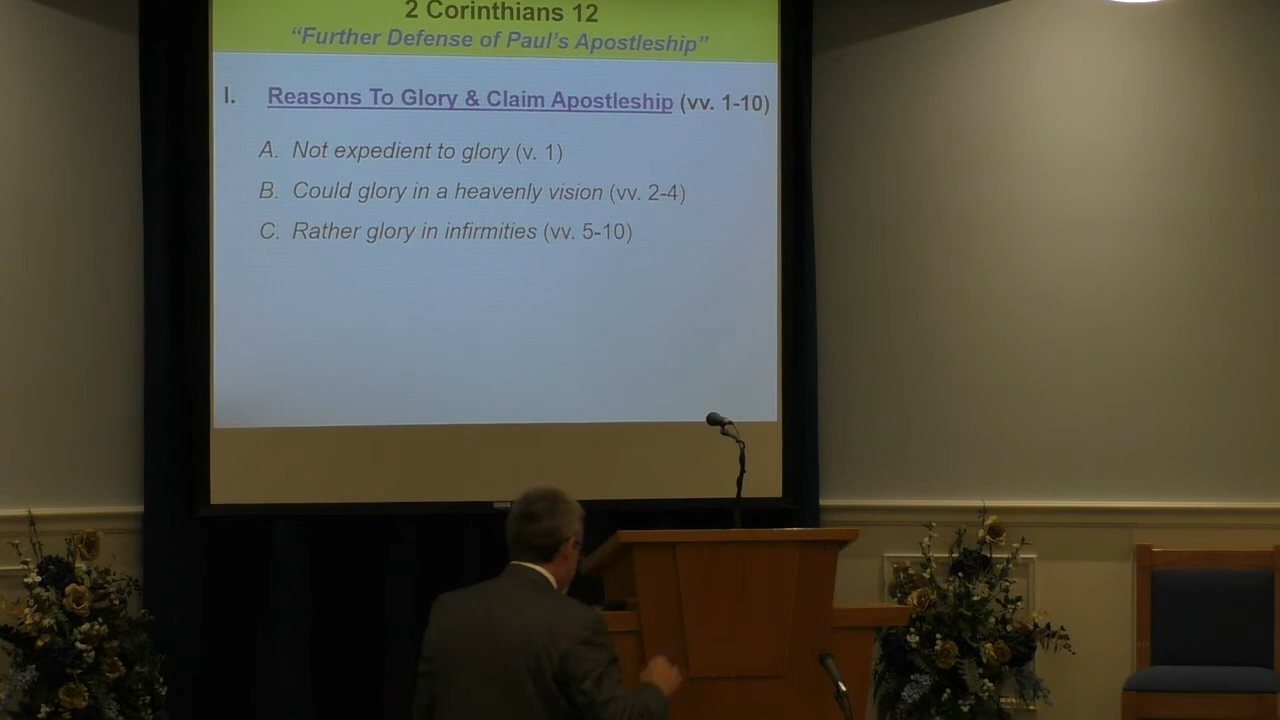 2 Corinthians 12
“Further Defense of Paul’s Apostleship”
I. Reasons To Glory & Claim Apostleship (vv. 1-10)
A. Not expedient to glory (v. 1)
B. Could glory in a heavenly vision (vv. 2-4)
C. Rather glory in infirmities (vv. 5-10)